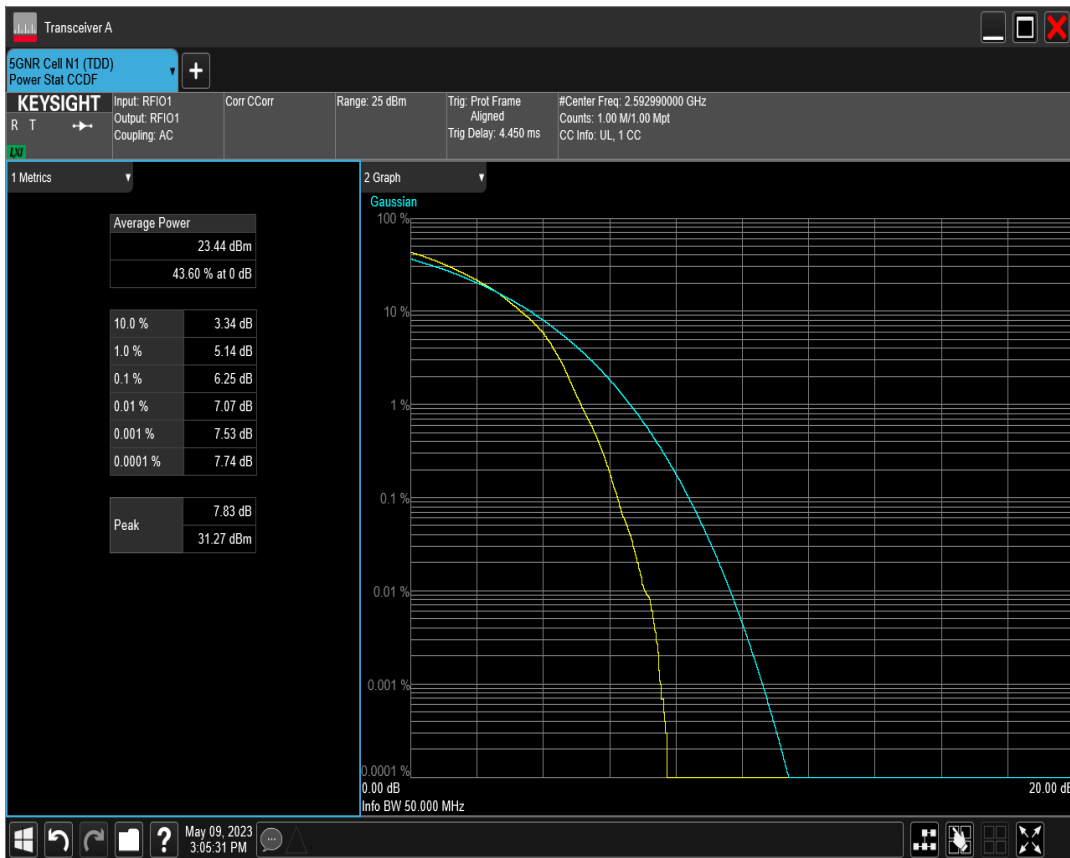 Transceiver A
5GNR Cell N1 (TDD)
Power Stat CCDF
+
KEYSIGHT
R T
LXI
Input: RFIO1
Output: RFIO1
Coupling: AC
Corr CCorr
Range: 25 dBm
Trig: Prot Frame
Aligned
Trig Delay: 4.450 ms
#Center Freq: 2.592990000 GHz
Counts: 1.00 M/1.00 Mpt
CC Info: UL, 1 CC
1 Metrics
Average Power
23.44 dBm
43.60 % at 0 dB
10.0 % 3.34 dB
1.0 % 5.14 dB
0.1 % 6.25 dB
0.01 % 7.07 dB
0.001 % 7.53 dB
0.0001 % 7.74 dB
Peak
7.83 dB
31.27 dBm
2 Graph
Gaussian
100 %
10 %
1 %
0.1 %
0.01 %
0.001 %
0.0001 %
0.00 dB 20.00 dB
Info BW 50.000 MHz
?
May 09, 2023
3:05:31 PM